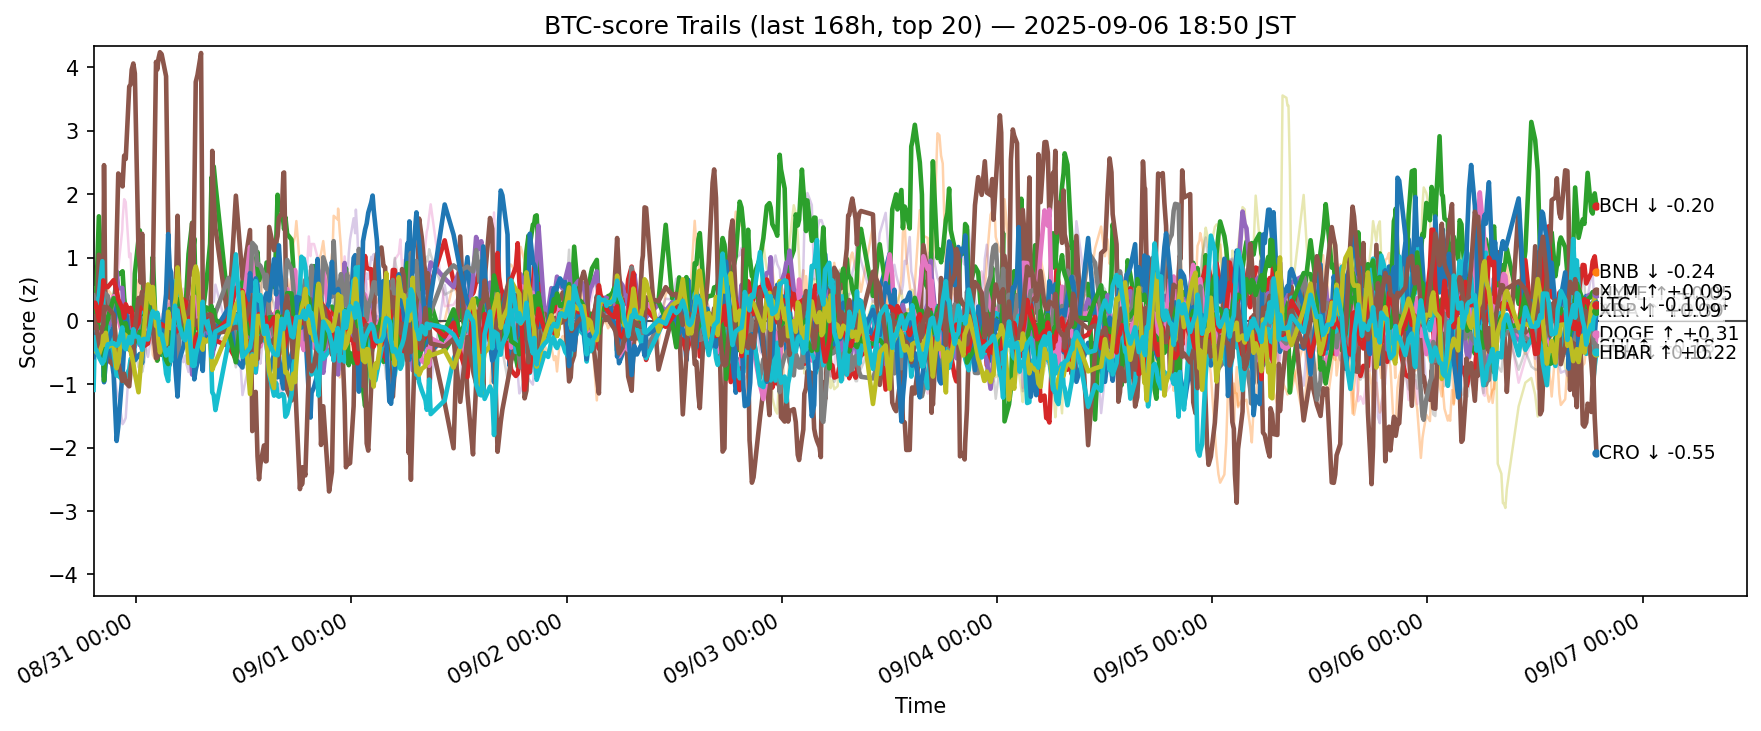 BTC-score Trails (last 168h, top 20) — 2025-09-06 18:50 JST
Score (z)
4
3
2
1
0
−1
−2
−3
−4
BCH ↓ -0.20
BNB ↓ -0.24
XLM ↑ +0.09
LTC ↓ -0.10
DOGE ↑ +0.31
HBAR ↑ +0.22
CRO ↓ -0.55
08/31 00:00
09/01 00:00
09/02 00:00
09/03 00:00
09/04 00:00
09/05 00:00
09/06 00:00
09/07 00:00
Time